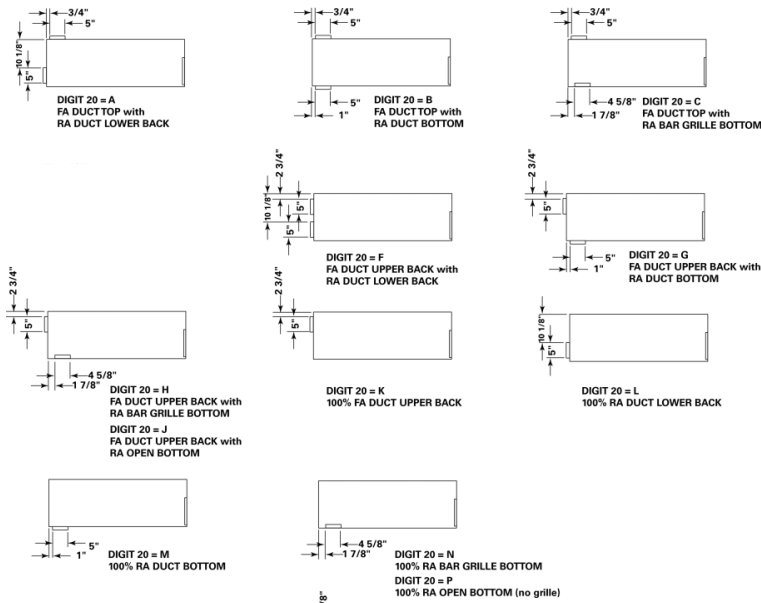 3/4"
5"
10 1/8"
5"
DIGIT 20 = A
FA DUCT TOP with
RA DUCT LOWER BACK
3/4"
5"
5"
1"
DIGIT 20 = B
FA DUCT TOP with
RA DUCT BOTTOM
3/4"
5"
4 5/8"
1 7/8"
DIGIT 20 = C
FA DUCT TOP with
RA BAR GRILLE BOTTOM
2 3/4"
10 1/8"
5"
5"
DIGIT 20 = F
FA DUCT UPPER BACK with
RA DUCT LOWER BACK
2 3/4"
5"
5"
1"
DIGIT 20 = G
FA DUCT UPPER BACK with
RA DUCT BOTTOM
2 3/4"
5"
4 5/8"
1 7/8"
DIGIT 20 = H
FA DUCT UPPER BACK with
RA BAR GRILLE BOTTOM
DIGIT 20 = J
FA DUCT UPPER BACK with
RA OPEN BOTTOM
2 3/4"
5"
DIGIT 20 = K
100% FA DUCT UPPER BACK
10 1/8"
5"
DIGIT 20 = L
100% RA DUCT LOWER BACK
5"
1"
DIGIT 20 = M
100% RA DUCT BOTTOM
4 5/8"
1 7/8"
DIGIT 20 = N
100% RA BAR GRILLE BOTTOM
DIGIT 20 = P
100% RA OPEN BOTTOM (no grille)
/8"